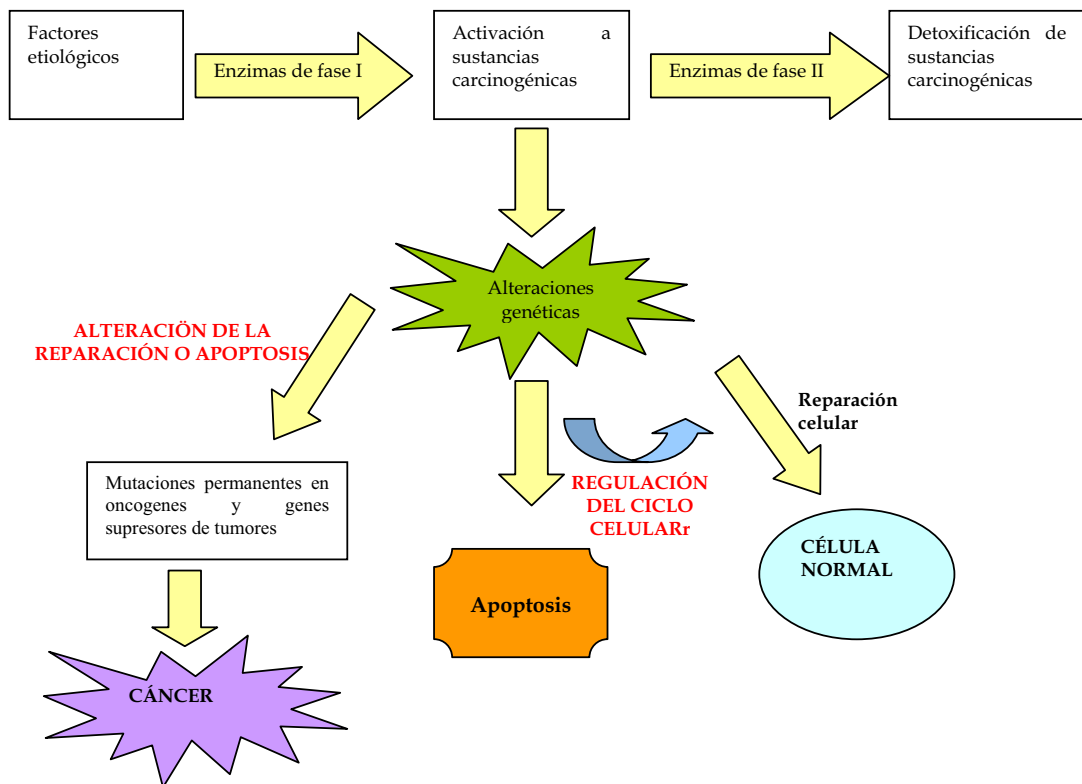 Factores
etiológicos
Enzimas de fase I
Activación a
sustancias
carcinogénicas
Enzimas de fase II
Detoxificación de
sustancias
carcinogénicas
Alteraciones
genéticas
ALTERACIÖN DE LA
REPARACIÓN O APOPTOSIS
Reparación
celular
Mutaciones permanentes en
oncogenes y genes
supresores de tumores
REGULACIÓN
DEL CICLO
CELULARr
CÉLULA
NORMAL
Apoptosis
CÁNCER